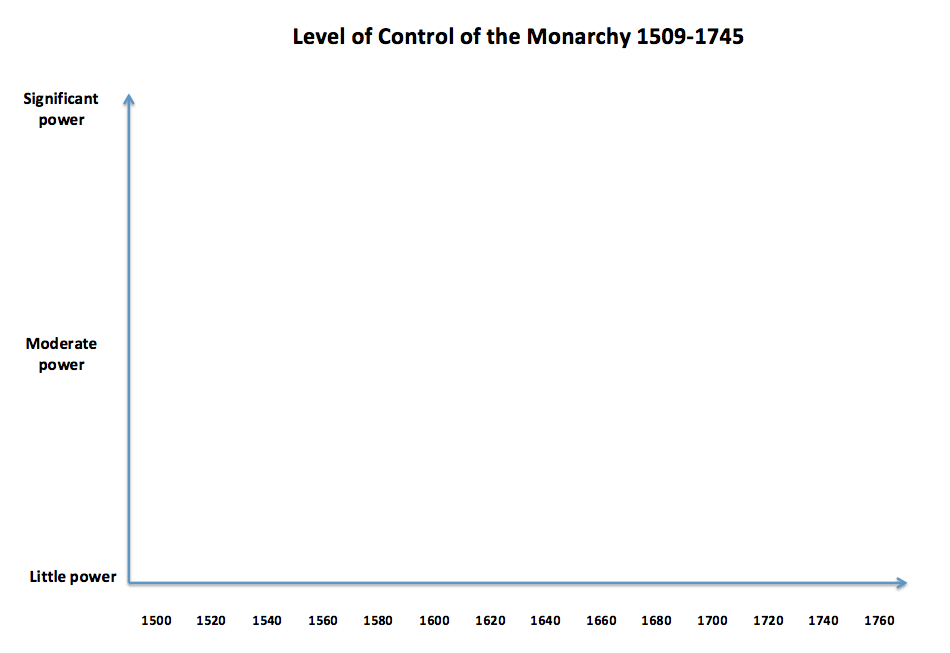 Level of Control of the Monarchy 1509-1745
Significant
power
Moderate
power
Little power
1500 1520 1540 1560 1580 1600 1620 1640 1660 1680 1700 1720 1740 1760